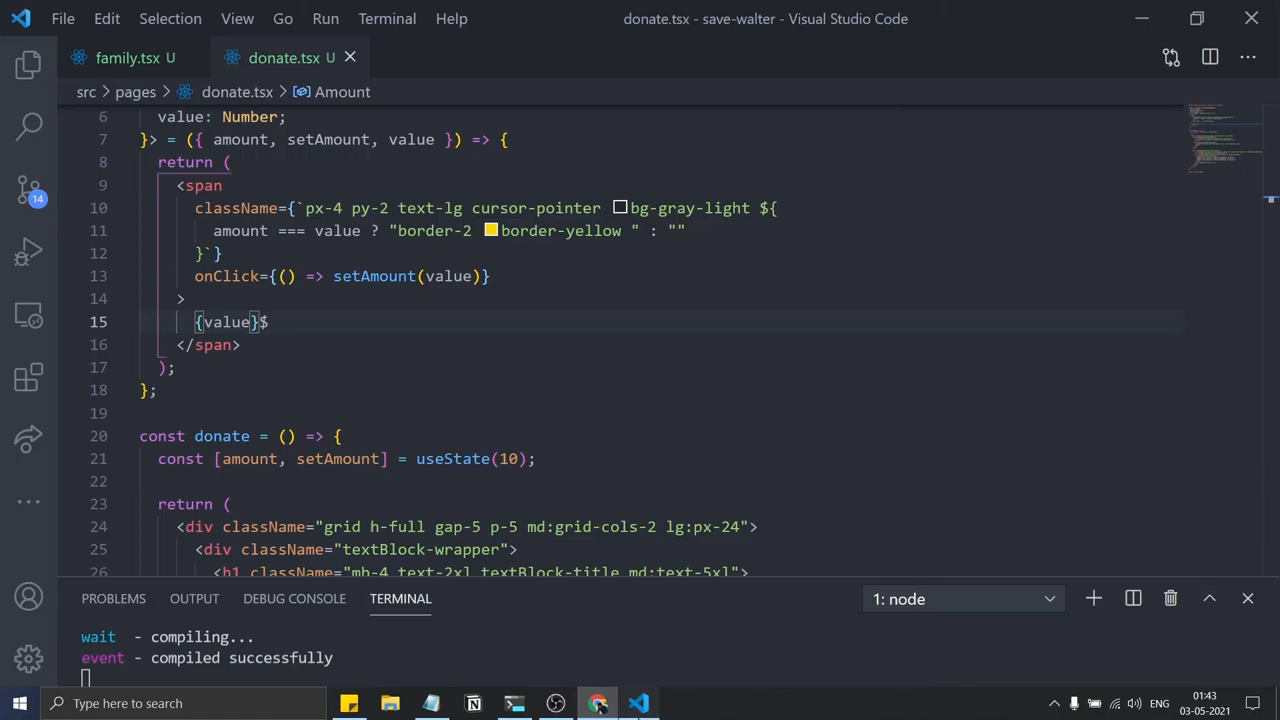 File Edit Selection View Go Run Terminal Help donate.tsx - save-walter - Visual Studio Code
family.tsx U donate.tsx U
src > pages > donate.tsx > Amount
6 value: Number;
7 }> = ({ amount, setAmount, value }) => {
8 return (
9 <span
10 className={`px-4 py-2 text-lg cursor-pointer bg-gray-light ${
11 amount === value ? "border-2 border-yellow " : ""
12 }`}
13 onClick={() => setAmount(value)}
14 >
15 {value}$
16 </span>
17 );
18 };
19
20 const donate = () => {
21 const [amount, setAmount] = useState(10);
22
23 return (
24 <div className="grid h-full gap-5 p-5 md:grid-cols-2 lg:px-24">
25 <div className="textBlock-wrapper">
26 <h1 className="mb-4 text-2xl textBlock-title md:text-5xl">
14
PROBLEMS OUTPUT DEBUG CONSOLE TERMINAL 1: node
wait - compiling...
event - compiled successfully
Type here to search
ENG
01:43
03-05-2021